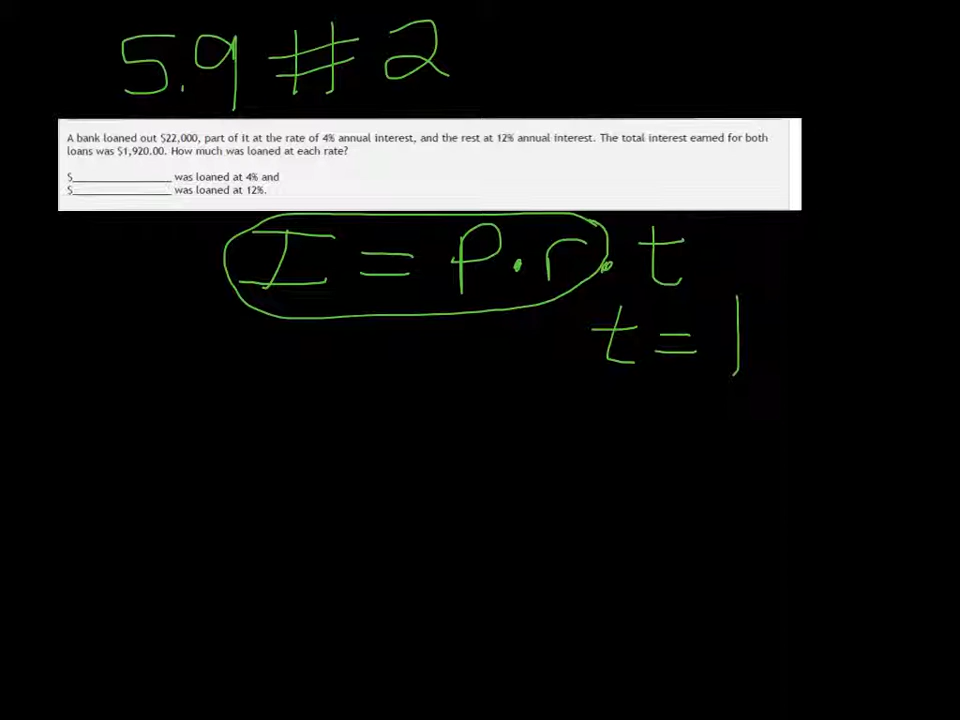 5.9 # 2
A bank loaned out $22,000, part of it at the rate of 4% annual interest, and the rest at 12% annual interest. The total interest earned for both
loans was $1,920.00. How much was loaned at each rate?
$________________ was loaned at 4% and
$________________ was loaned at 12%.
I = P · r · t
t = 1